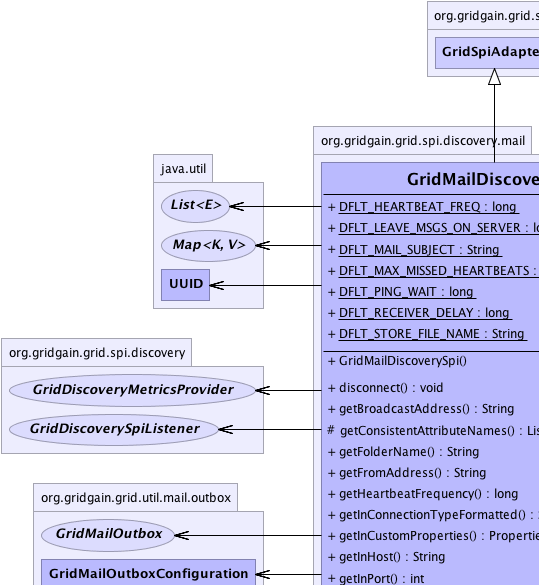 org.gridgain.grid.s
GridSpiAdapte
org.gridgain.grid.spi.discovery.mail
GridMailDiscove
+ DFLT_HEARTBEAT_FREQ : long
+ DFLT_LEAVE_MSGS_ON_SERVER : lo
+ DFLT_MAIL_SUBJECT : String
+ DFLT_MAX_MISSED_HEARTBEATS :
+ DFLT_PING_WAIT : long
+ DFLT_RECEIVER_DELAY : long
+ DFLT_STORE_FILE_NAME : String
+ GridMailDiscoverySpi()
+ disconnect() : void
+ getBroadcastAddress() : String
# getConsistentAttributeNames() : Lis
+ getFolderName() : String
+ getFromAddress() : String
+ getHeartbeatFrequency() : long
+ getInConnectionTypeFormatted() :
+ getInCustomProperties() : Propertie
+ getInHost() : String
+ getInPort() : int
java.util
List<E>
Map<K, V>
UUID
org.gridgain.grid.spi.discovery
GridDiscoveryMetricsProvider
GridDiscoverySpiListener
org.gridgain.grid.util.mail.outbox
GridMailOutbox
GridMailOutboxConfiguration